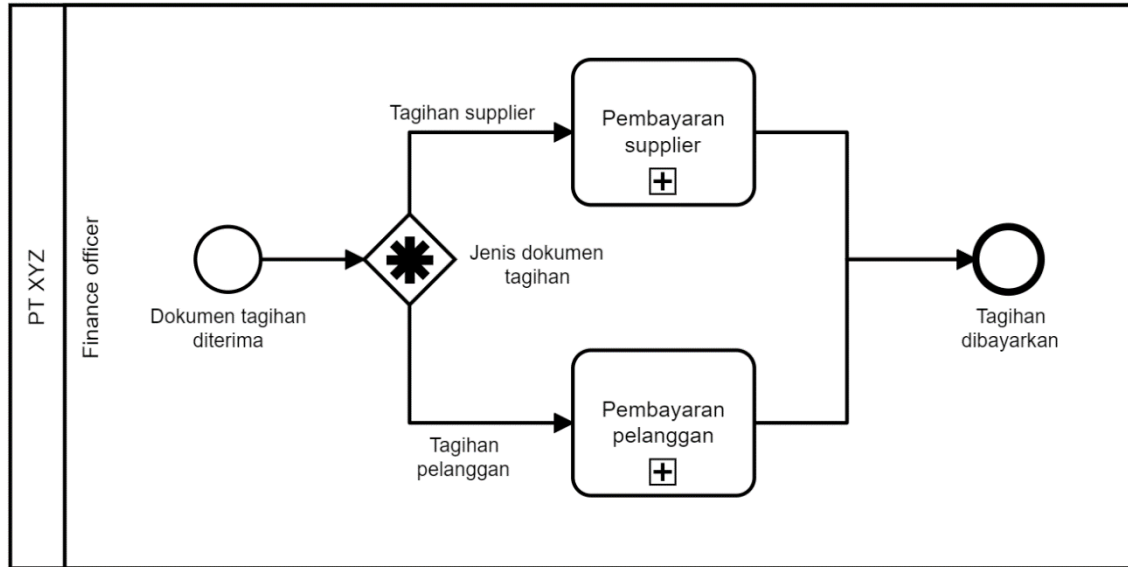 PT XYZ
Finance officer
Dokumen tagihan
diterima
Tagihan supplier
Jenis dokumen
tagihan
Tagihan
pelanggan
Pembayaran
supplier
Pembayaran
pelanggan
Tagihan
dibayarkan